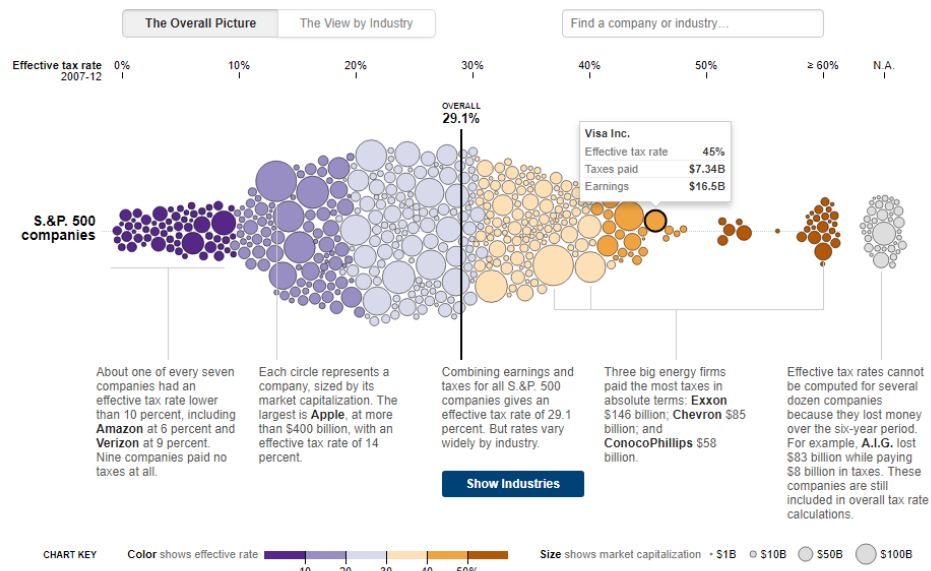 The Overall Picture
The View by Industry
Find a company or industry…
Effective tax rate
2007-12
0%
10%
20%
30%
40%
50%
≥ 60%
N.A.
OVERALL
29.1%
Visa Inc.
Effective tax rate 45%
Taxes paid $7.34B
Earnings $16.5B
S.&P. 500
companies
About one of every seven
companies had an
effective tax rate lower
than 10 percent, including
Amazon at 6 percent and
Verizon at 9 percent.
Nine companies paid no
taxes at all.
Each circle represents a
company, sized by its
market capitalization. The
largest is Apple, at more
than $400 billion, with an
effective tax rate of 14
percent.
Combining earnings and
taxes for all S.&P. 500
companies gives an
effective tax rate of 29.1
percent. But rates vary
widely by industry.
Show Industries
Three big energy firms
paid the most taxes in
absolute terms: Exxon
$146 billion; Chevron $85
billion; and
ConocoPhillips $58
billion.
Effective tax rates cannot
be computed for several
dozen companies
because they lost money
over the six-year period.
For example, A.I.G. lost
$83 billion while paying
$8 billion in taxes. These
companies are still
included in overall tax rate
calculations.
CHART KEY
Color shows effective rate
10 20 30 40 50%
Size shows market capitalization
$1B
$10B
$50B
$100B